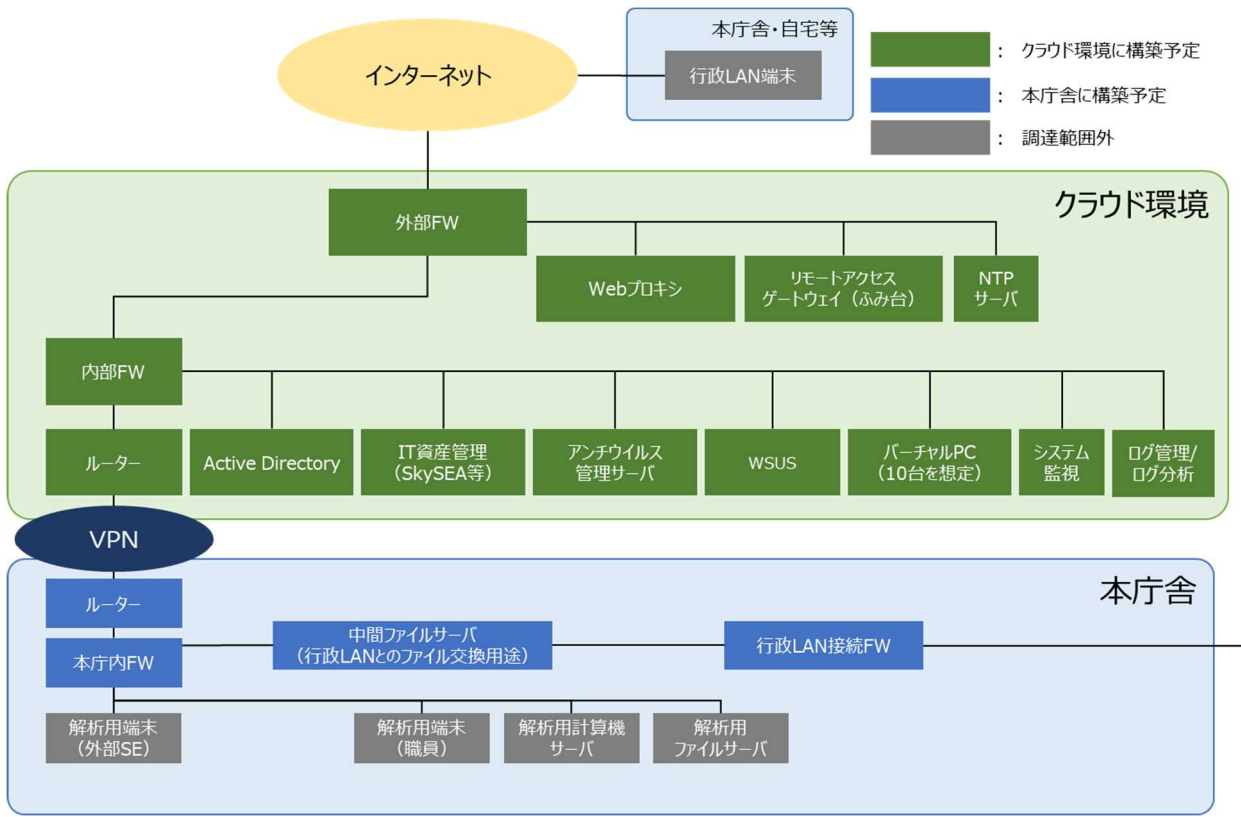 本庁舎・自宅等
行政LAN端末
インターネット
： クラウド環境に構築予定
： 本庁舎に構築予定
： 調達範囲外
クラウド環境
外部FW
Webプロキシ
リモートアクセス
ゲートウェイ（ふみ台）
NTP
サーバ
内部FW
ルーター
Active Directory
IT資産管理
（SkySEA等）
アンチウイルス
管理サーバ
WSUS
バーチャルPC
（10台を想定）
システム
監視
ログ管理/
ログ分析
VPN
本庁舎
ルーター
本庁内FW
中間ファイルサーバ
（行政LANとのファイル交換用途）
行政LAN接続FW
解析用端末
（外部SE）
解析用端末
（職員）
解析用計算機
サーバ
解析用
ファイルサーバ